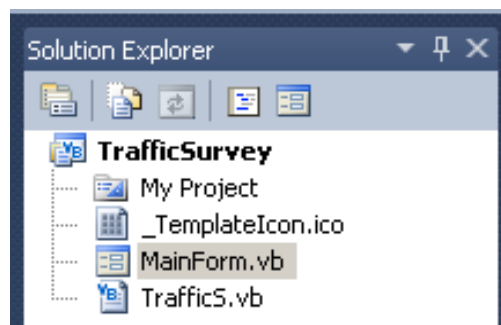 Solution Explorer
TrafficSurvey
My Project
_TemplateIcon.ico
MainForm.vb
TrafficS.vb